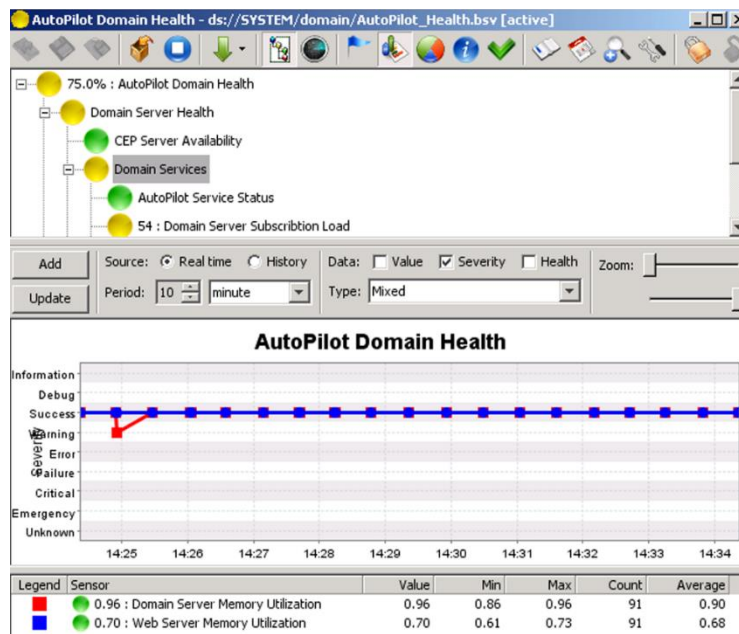 AutoPilot Domain Health - ds://SYSTEM/domain/AutoPilot_Health.bsv [active]
75.0% : AutoPilot Domain Health
Domain Server Health
CEP Server Availability
Domain Services
AutoPilot Service Status
54 : Domain Server Subscribtion Load
Add Source: Real time History Data: Value Severity Health Zoom:
Update Period: 10 minute Type: Mixed
AutoPilot Domain Health
Information
Debug
Success
Warning
Error
Failure
Critical
Emergency
Unknown
severity
14:25 14:26 14:27 14:28 14:29 14:30 14:31 14:32 14:33 14:34
Legend Sensor Value Min Max Count Average
0.96 : Domain Server Memory Utilization 0.96 0.86 0.96 91 0.90
0.70 : Web Server Memory Utilization 0.70 0.61 0.73 91 0.68